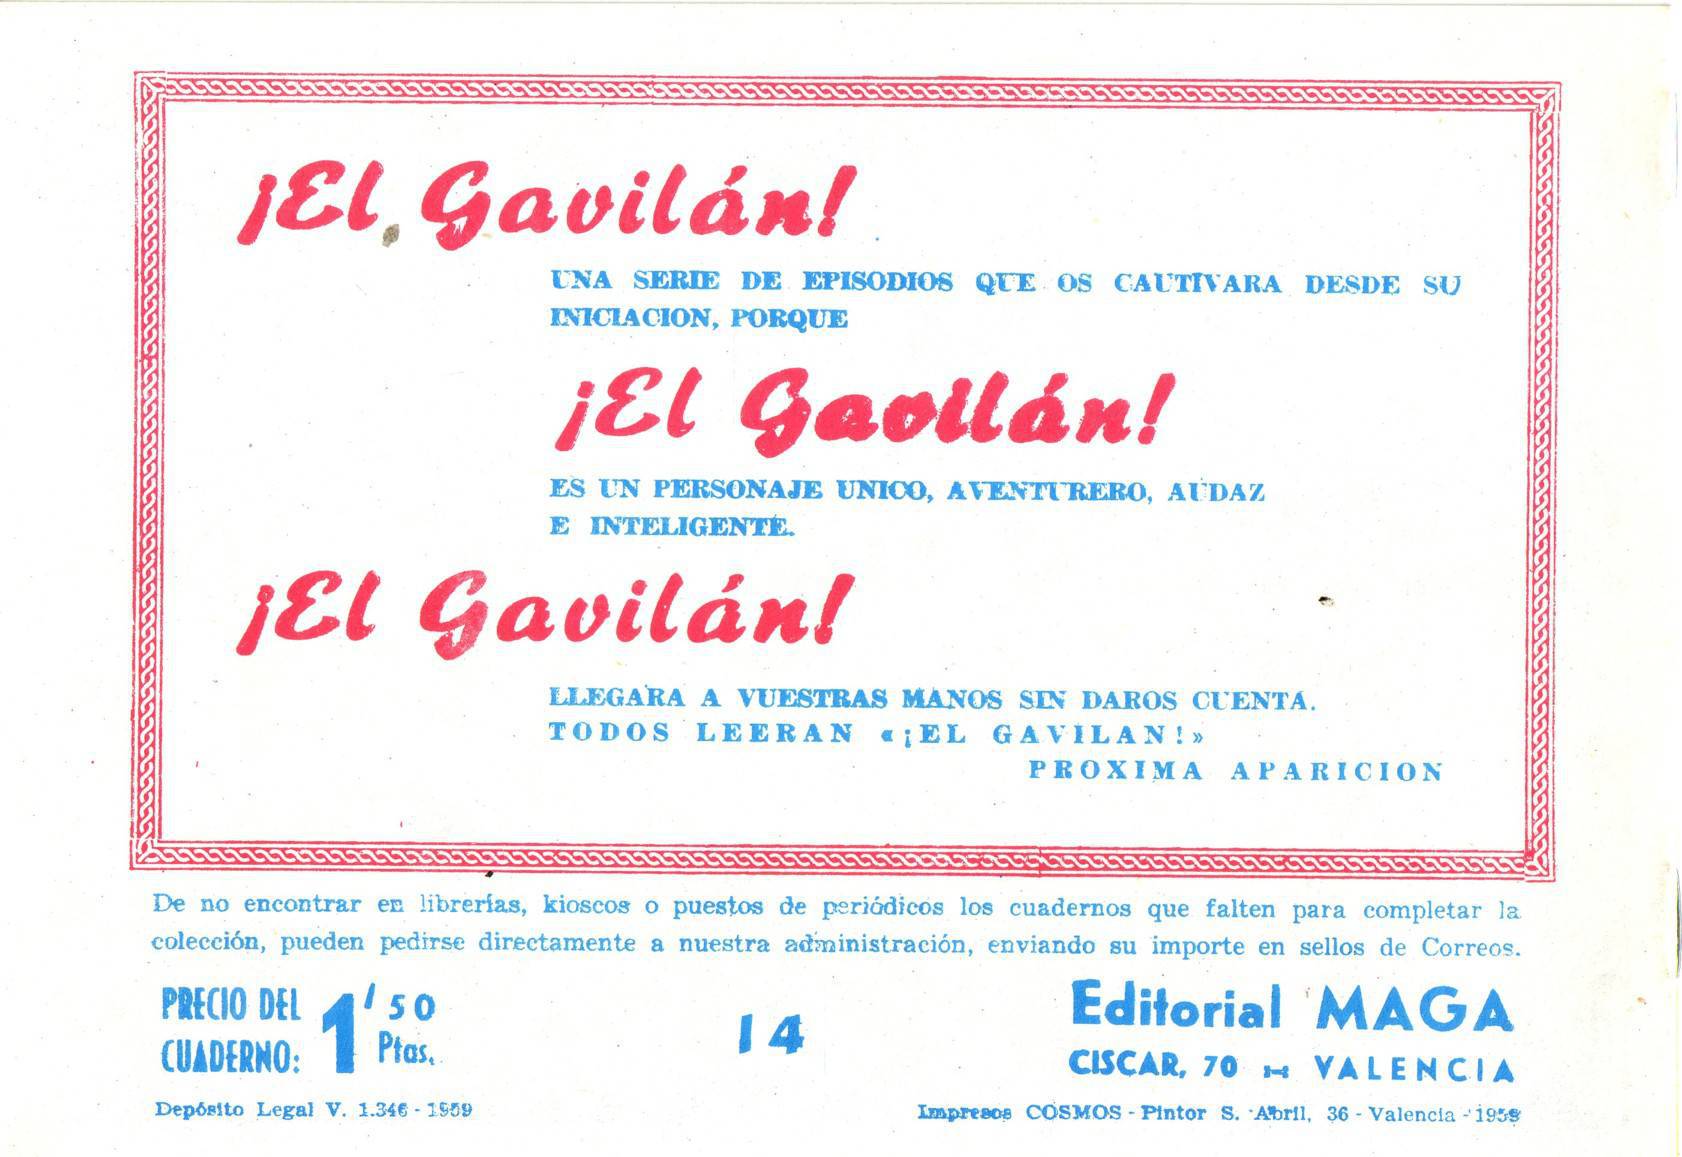 ¡El Gavilán!
UNA SERIE DE EPISODIOS QUE OS CAUTIVARA DESDE SU
INICIACION, PORQUE
¡El Gavilán!
ES UN PERSONAJE UNICO, AVENTURERO, AUDAZ
E INTELIGENTE.
¡El Gavilán!
LLEGARA A VUESTRAS MANOS SIN DAROS CUENTA.
TODOS LEERAN «¡EL GAVILAN!»
PROXIMA APARICION
De no encontrar en librerías, kioscos o puestos de periódicos los cuadernos que falten para completar la
colección, pueden pedirse directamente a nuestra administración, enviando su importe en sellos de Correos.
PRECIO DEL
CUADERNO:
1'50
Ptas.
14
Editorial MAGA
CISCAR, 70 - VALENCIA
Depósito Legal V. 1.346 - 1959
Impresos COSMOS - Pintor S. Abril, 36 - Valencia - 1959